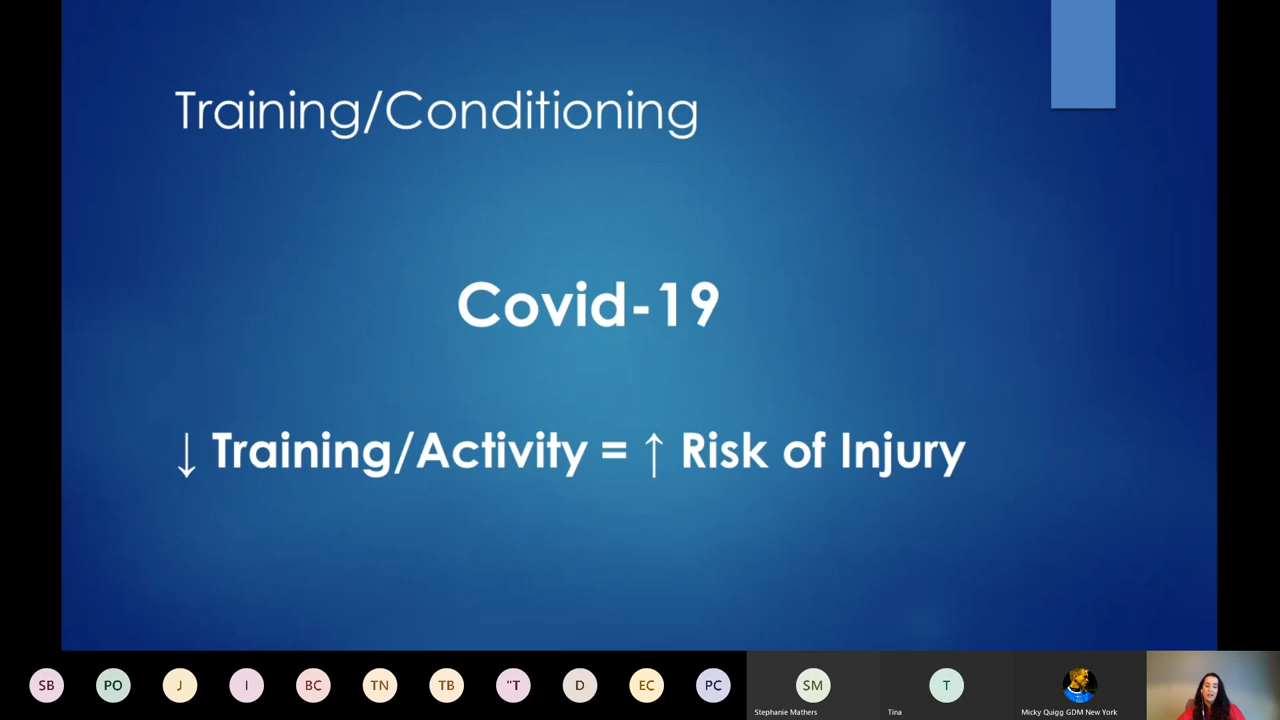 Training/Conditioning
Covid-19
↓ Training/Activity = ↑ Risk of Injury
SB
PO
J
I
BC
TN
TB
"T
D
EC
PC
SM
T
Stephanie Mathers
Tina
Micky Quigg GDM New York